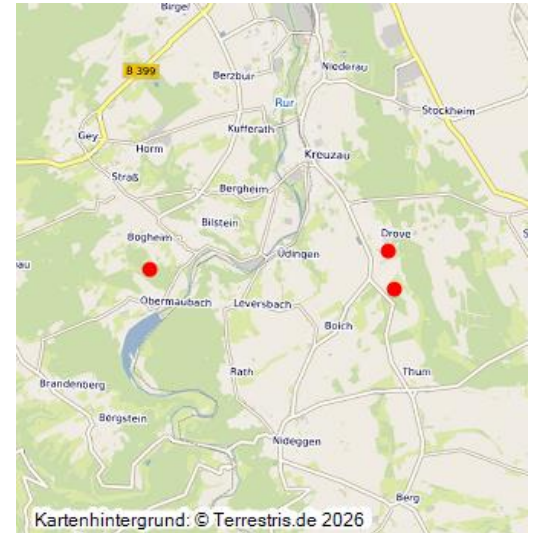 Birgel
B 399
Niederau
Berzbuir
Rur
Stockheim
Kufferath
Gey
Horm
Kreuzau
Straß
Bergheim
Bilstein
Drove
S
Bogheim
Üdingen
au
Obermaubach
Leversbach
Boich
Rath
Thum
Brandenberg
Bergstein
Nideggen
Berg
Kartenhintergrund: © Terrestris.de 2026